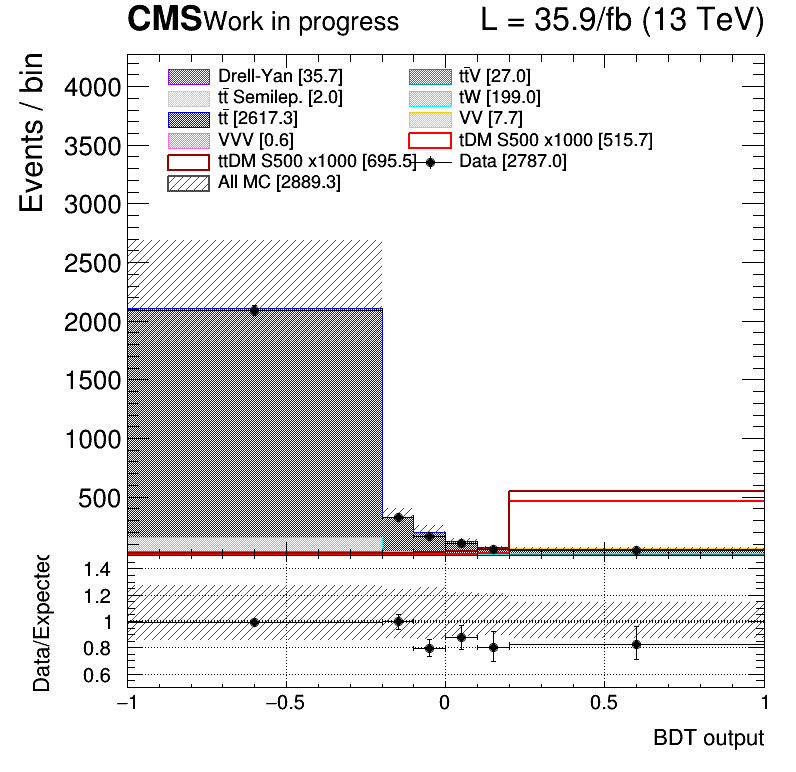 CMS Work in progress L = 35.9/fb (13 TeV)
Events / bin
4000
3500
3000
2500
2000
1500
1000
500
Drell-Yan [35.7] tt̄V [27.0]
tt̄ Semilep. [2.0] tW [199.0]
tt̄ [2617.3] VV [7.7]
VVV [0.6] tDM S500 x1000 [515.7]
ttDM S500 x1000 [695.5] Data [2787.0]
All MC [2889.3]
Data/Expected
1.4
1.2
1
0.8
0.6
−1 −0.5 0 0.5 1
BDT output